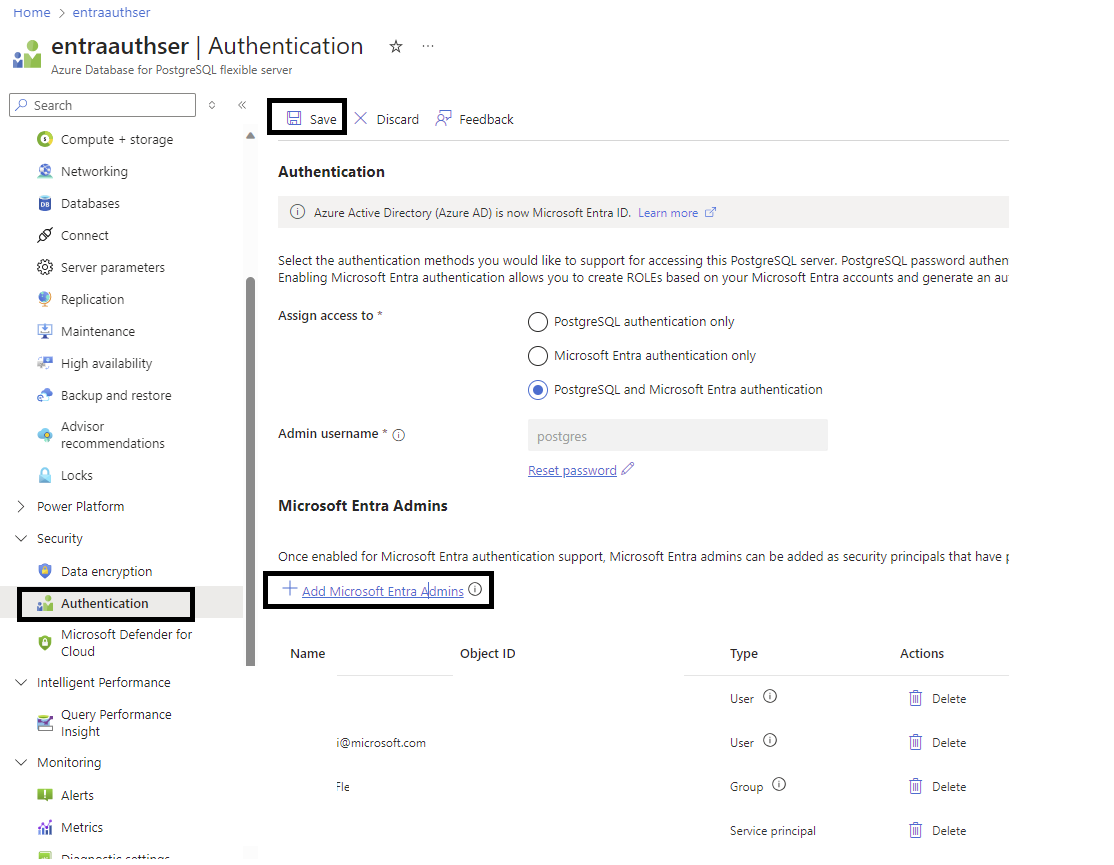 Home > entraauthser
entraauthser | Authentication
Azure Database for PostgreSQL flexible server
Search
Compute + storage
Networking
Databases
Connect
Server parameters
Replication
Maintenance
High availability
Backup and restore
Advisor
recommendations
Locks
Power Platform
Security
Data encryption
Authentication
Microsoft Defender for
Cloud
Intelligent Performance
Query Performance
Insight
Monitoring
Alerts
Metrics
Diagnostic settings
Save Discard Feedback
Authentication
Azure Active Directory (Azure AD) is now Microsoft Entra ID. Learn more
Select the authentication methods you would like to support for accessing this PostgreSQL server. PostgreSQL password authen
Enabling Microsoft Entra authentication allows you to create ROLEs based on your Microsoft Entra accounts and generate an au
Assign access to *
PostgreSQL authentication only
Microsoft Entra authentication only
PostgreSQL and Microsoft Entra authentication
Admin username *
postgres
Reset password
Microsoft Entra Admins
Once enabled for Microsoft Entra authentication support, Microsoft Entra admins can be added as security principals that have p
+ Add Microsoft Entra Admins
Name Object ID Type Actions
User Delete
i@microsoft.com User Delete
Fle Group Delete
Service principal Delete